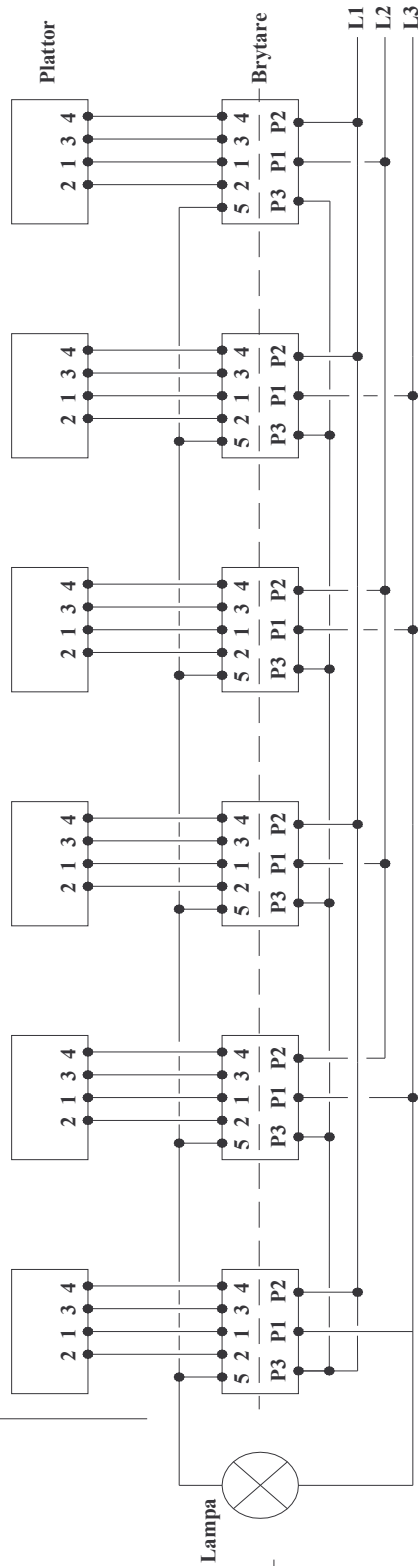 Plattor
2 1 3 4 2 1 3 4 2 1 3 4 2 1 3 4 2 1 3 4 2 1 3 4
Lampa
5 2 1 3 4 5 2 1 3 4 5 2 1 3 4 5 2 1 3 4 5 2 1 3 4 5 2 1 3 4
Brytare
P3 P1 P2 P3 P1 P2 P3 P1 P2 P3 P1 P2 P3 P1 P2 P3 P1 P2
L1
L2
L3